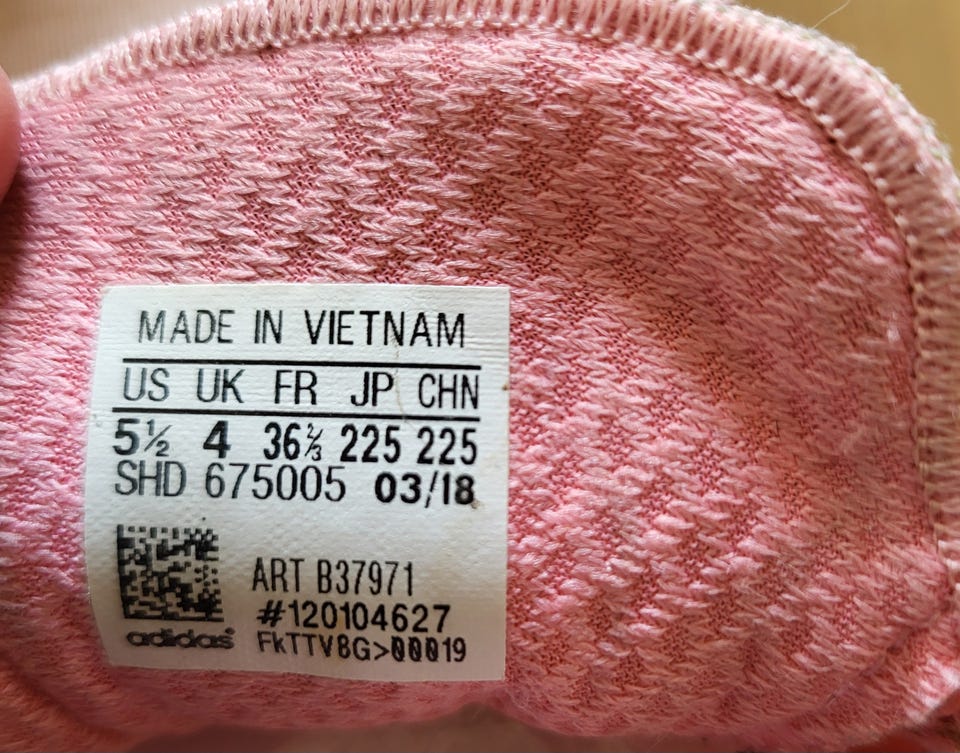 MADE IN VIETNAM
US UK FR JP CHN
5½ 4 36⅔ 225 225
SHD 675005 03/18
ART B37971
#120104627
adidas FkTTV8G>00019